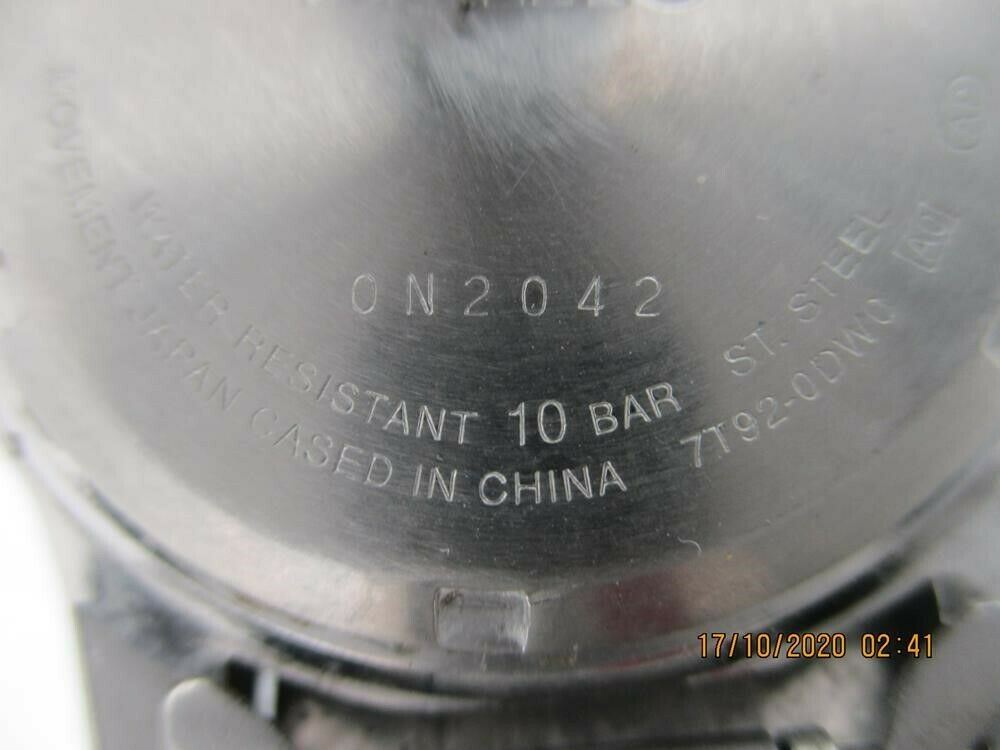 0N2042
WATER RESISTANT 10 BAR ST. STEEL
MOVEMENT JAPAN CASED IN CHINA 7T92-0DW0
17/10/2020 02:41